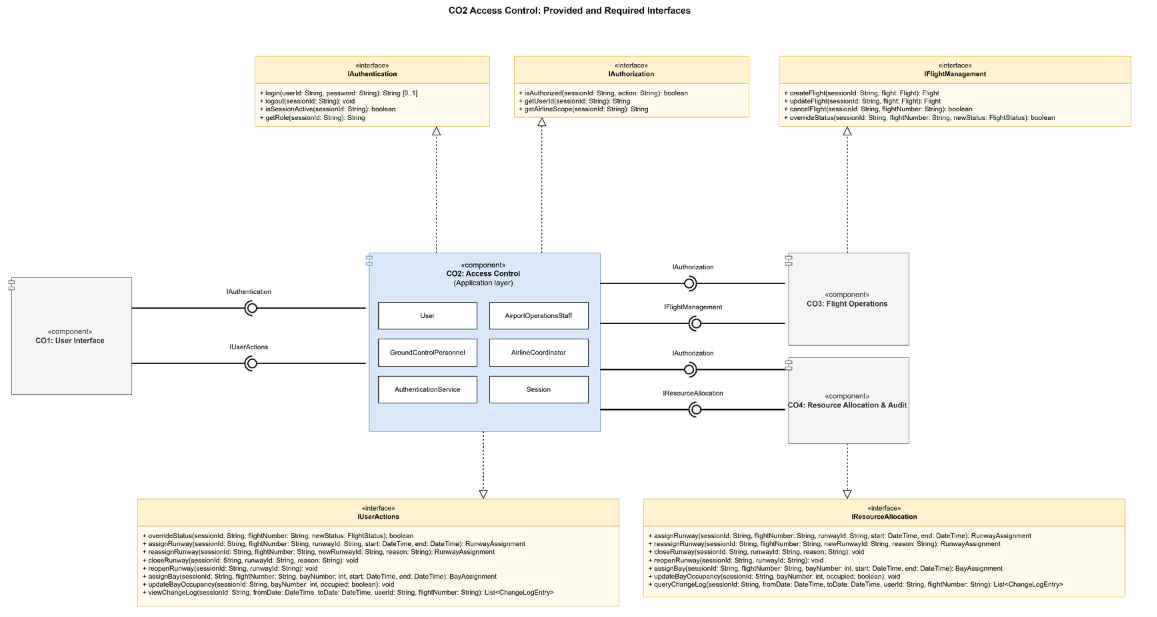 CO2 Access Control: Provided and Required Interfaces
«interface»
IAuthentication
+ login(userId: String, password: String): String [0..1]
+ logout(sessionId: String): void
+ isSessionActive(sessionId: String): boolean
+ getRole(sessionId: String): String
«interface»
IAuthorization
+ isAuthorized(sessionId: String, action: String): boolean
+ getUserId(sessionId: String): String
+ getAirlineScope(sessionId: String): String
«interface»
IFlightManagement
+ createFlight(sessionId: String, flight: Flight): Flight
+ updateFlight(sessionId: String, flight: Flight): Flight
+ cancelFlight(sessionId: String, flightNumber: String): boolean
+ overrideStatus(sessionId: String, flightNumber: String, newStatus: FlightStatus): boolean
«component»
CO1: User Interface
IAuthentication
IUserActions
«component»
CO2: Access Control
(Application layer)
User
AirportOperationsStaff
GroundControlPersonnel
AirlineCoordinator
AuthenticationService
Session
IAuthorization
IFlightManagement
IAuthorization
IResourceAllocation
«component»
CO3: Flight Operations
«component»
CO4: Resource Allocation & Audit
«interface»
IUserActions
+ overrideStatus(sessionId: String, flightNumber: String, newStatus: FlightStatus): boolean
+ assignRunway(sessionId: String, flightNumber: String, runwayId: String, start: DateTime, end: DateTime): RunwayAssignment
+ reassignRunway(sessionId: String, flightNumber: String, newRunwayId: String, reason: String): RunwayAssignment
+ closeRunway(sessionId: String, runwayId: String, reason: String): void
+ reopenRunway(sessionId: String, runwayId: String): void
+ assignBay(sessionId: String, flightNumber: String, bayNumber: int, start: DateTime, end: DateTime): BayAssignment
+ updateBayOccupancy(sessionId: String, bayNumber: int, occupied: boolean): void
+ viewChangeLog(sessionId: String, fromDate: DateTime, toDate: DateTime, userId: String, flightNumber: String): List<ChangeLogEntry>
«interface»
IResourceAllocation
+ assignRunway(sessionId: String, flightNumber: String, runwayId: String, start: DateTime, end: DateTime): RunwayAssignment
+ reassignRunway(sessionId: String, flightNumber: String, newRunwayId: String, reason: String): RunwayAssignment
+ closeRunway(sessionId: String, runwayId: String, reason: String): void
+ reopenRunway(sessionId: String, runwayId: String): void
+ assignBay(sessionId: String, flightNumber: String, bayNumber: int, start: DateTime, end: DateTime): BayAssignment
+ updateBayOccupancy(sessionId: String, bayNumber: int, occupied: boolean): void
+ queryChangeLog(sessionId: String, fromDate: DateTime, toDate: DateTime, userId: String, flightNumber: String): List<ChangeLogEntry>